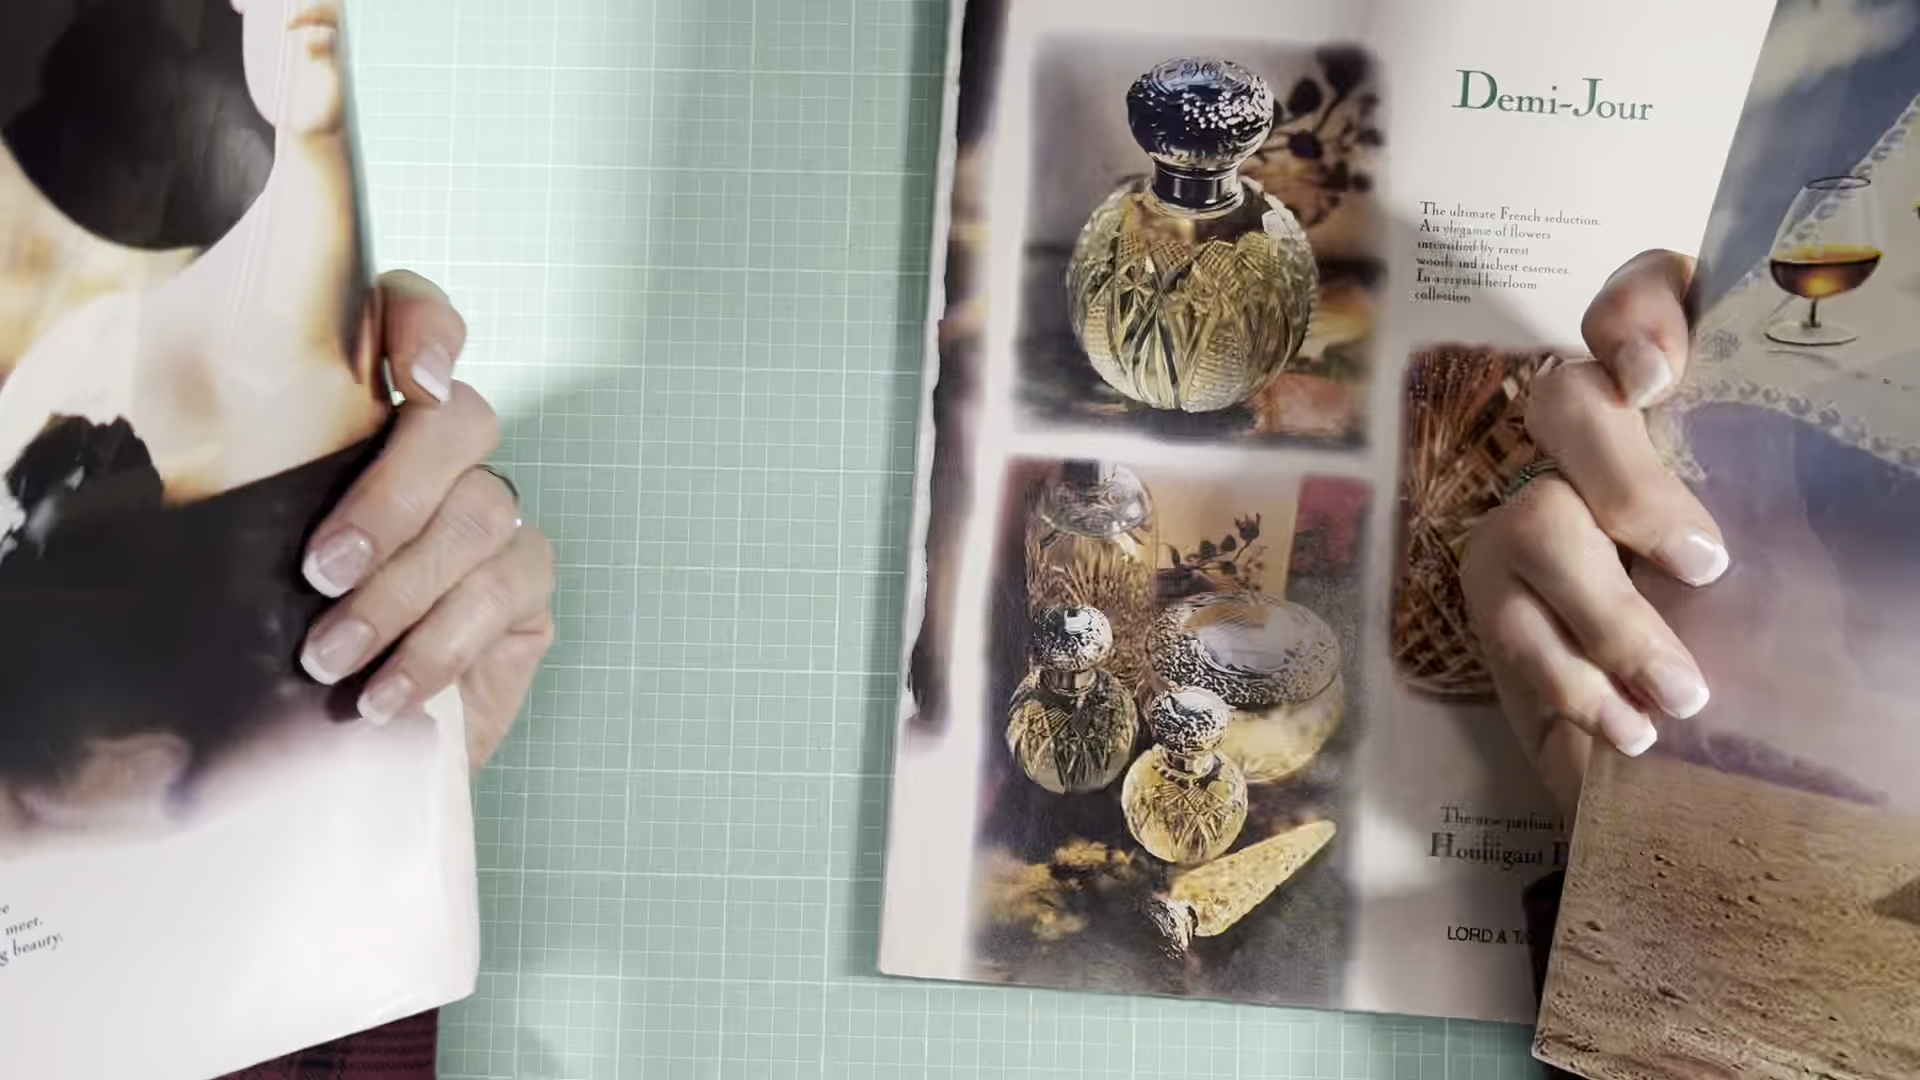 meet.
g beauty.
Demi-Jour
The ultimate French seduction.
An elegance of flowers
intensified by rarest
woods and richest essences.
In a crystal heirloom
collection
Houbigant
LORD & TA